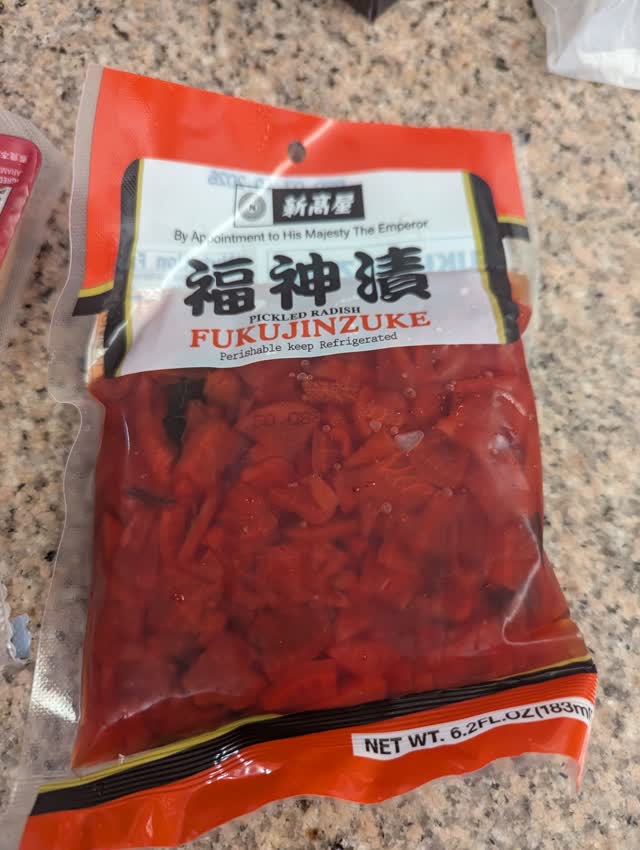 新髙屋
By Appointment to His Majesty The Emperor
福神漬
PICKLED RADISH
FUKUJINZUKE
Perishable keep Refrigerated
NET WT. 6.2FL.OZ(183m